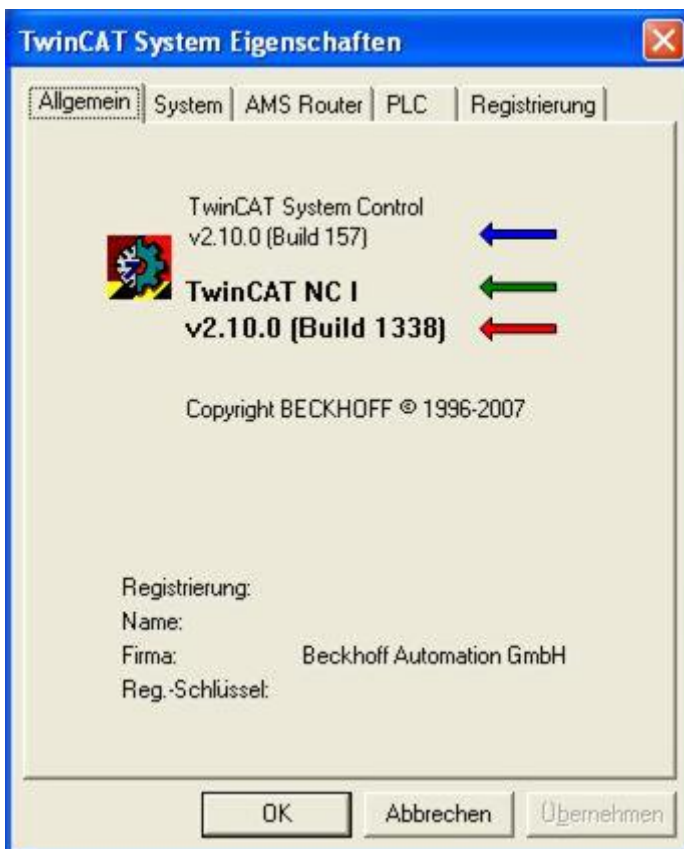 TwinCAT System Eigenschaften
Allgemein System AMS Router PLC Registrierung
TwinCAT System Control
v2.10.0 (Build 157)
TwinCAT NC I
v2.10.0 (Build 1338)
Copyright BECKHOFF © 1996-2007
Registrierung:
Name:
Firma: Beckhoff Automation GmbH
Reg.-Schlüssel:
OK Abbrechen Übernehmen